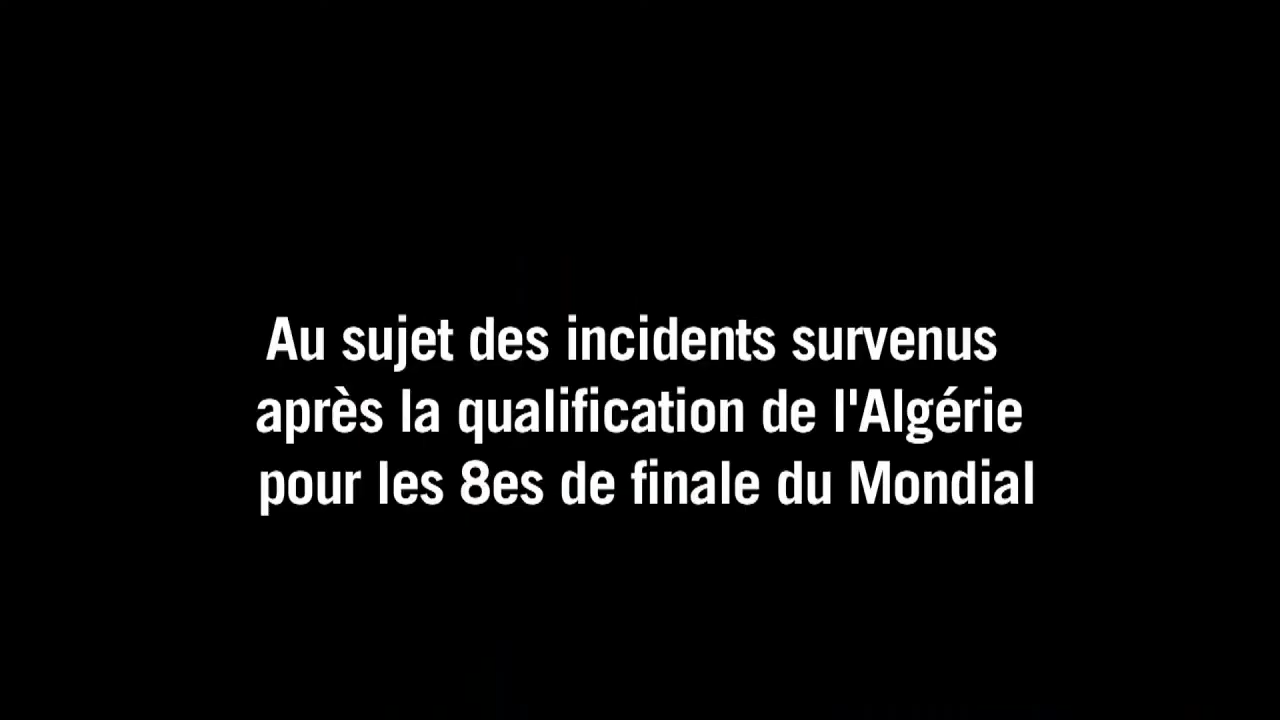 Au sujet des incidents survenus
après la qualification de l'Algérie
pour les 8es de finale du Mondial